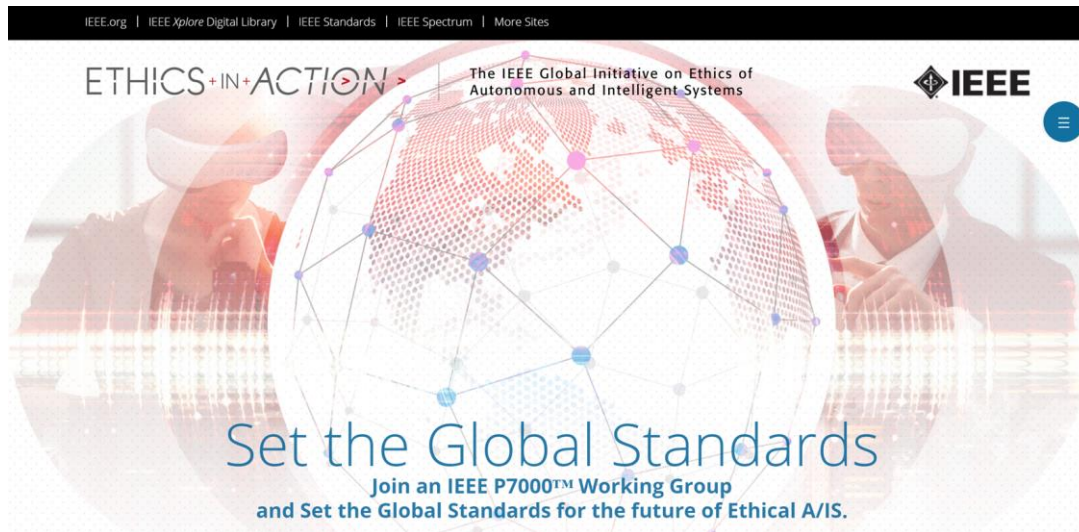 IEEE.org | IEEE Xplore Digital Library | IEEE Standards | IEEE Spectrum | More Sites
ETHICS+IN+ACTION
The IEEE Global Initiative on Ethics of
Autonomous and Intelligent Systems
IEEE
Set the Global Standards
Join an IEEE P7000™ Working Group
and Set the Global Standards for the future of Ethical A/IS.